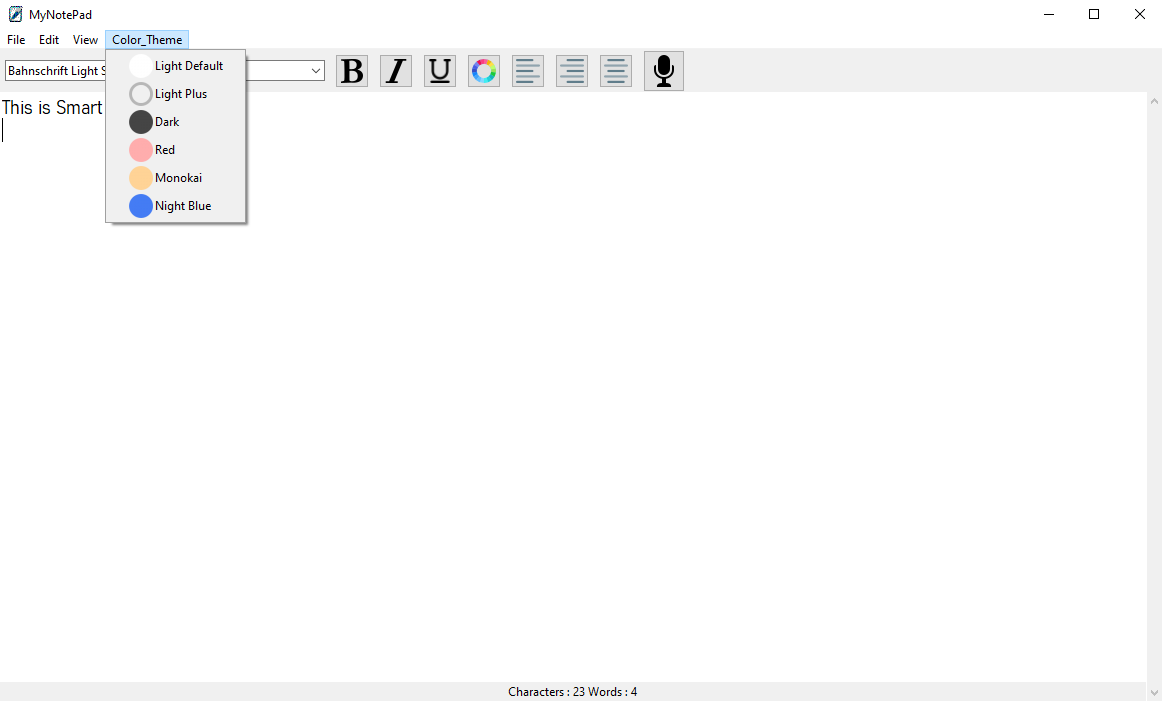 MyNotePad
File Edit View Color_Theme
Bahnschrift Light B I U
Light Default
Light Plus
Dark
Red
Monokai
Night Blue
This is Smart
Characters : 23 Words : 4